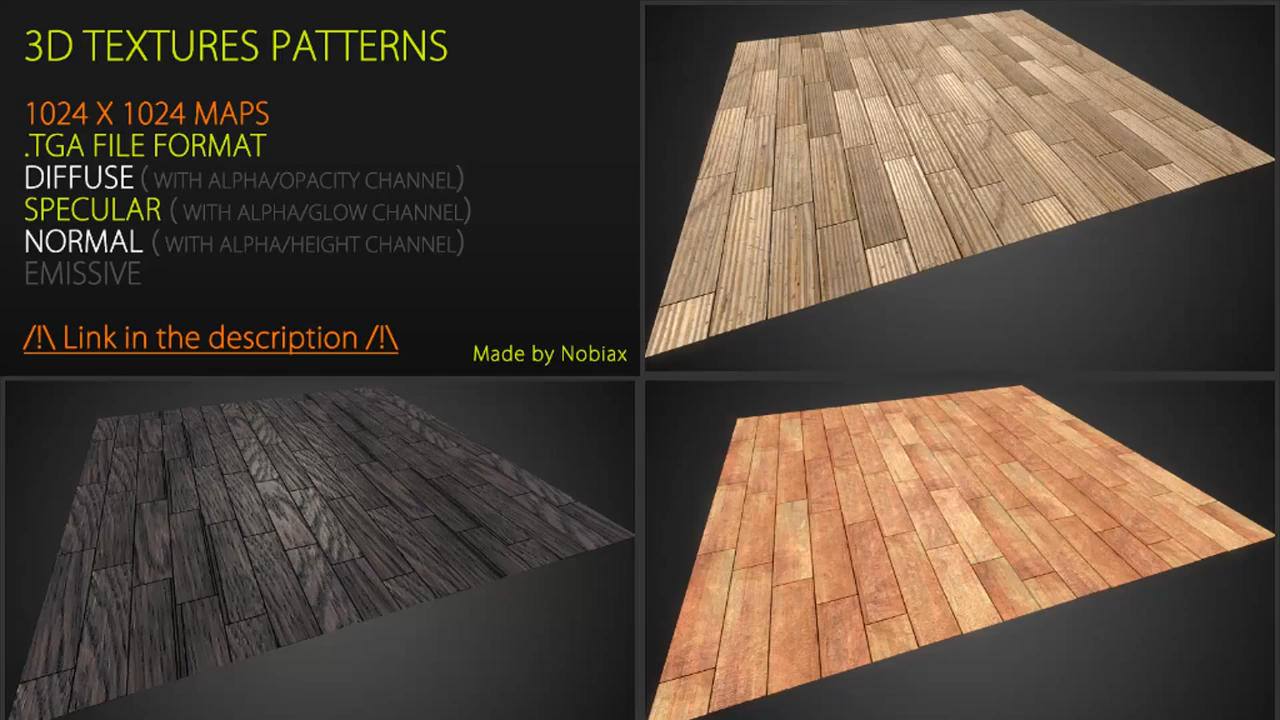 3D TEXTURES PATTERNS
1024 X 1024 MAPS
.TGA FILE FORMAT
DIFFUSE ( WITH ALPHA/OPACITY CHANNEL)
SPECULAR ( WITH ALPHA/GLOW CHANNEL)
NORMAL ( WITH ALPHA/HEIGHT CHANNEL)
EMISSIVE
/!\ Link in the description /!\
Made by Nobiax